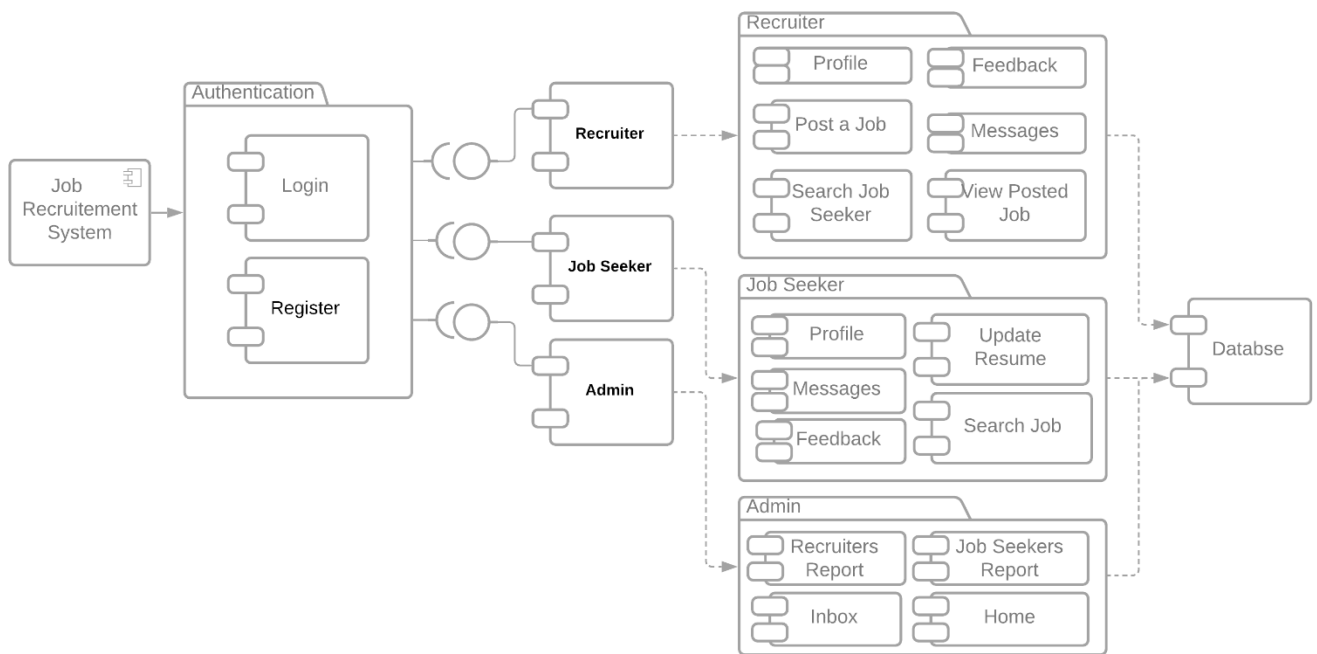 Job
Recruitement
System
Authentication
Login
Register
Recruiter
Job Seeker
Admin
Recruiter
Profile
Feedback
Post a Job
Messages
Search Job
Seeker
View Posted
Job
Job Seeker
Profile
Update
Resume
Messages
Feedback
Search Job
Admin
Recruiters
Report
Job Seekers
Report
Inbox
Home
Databse